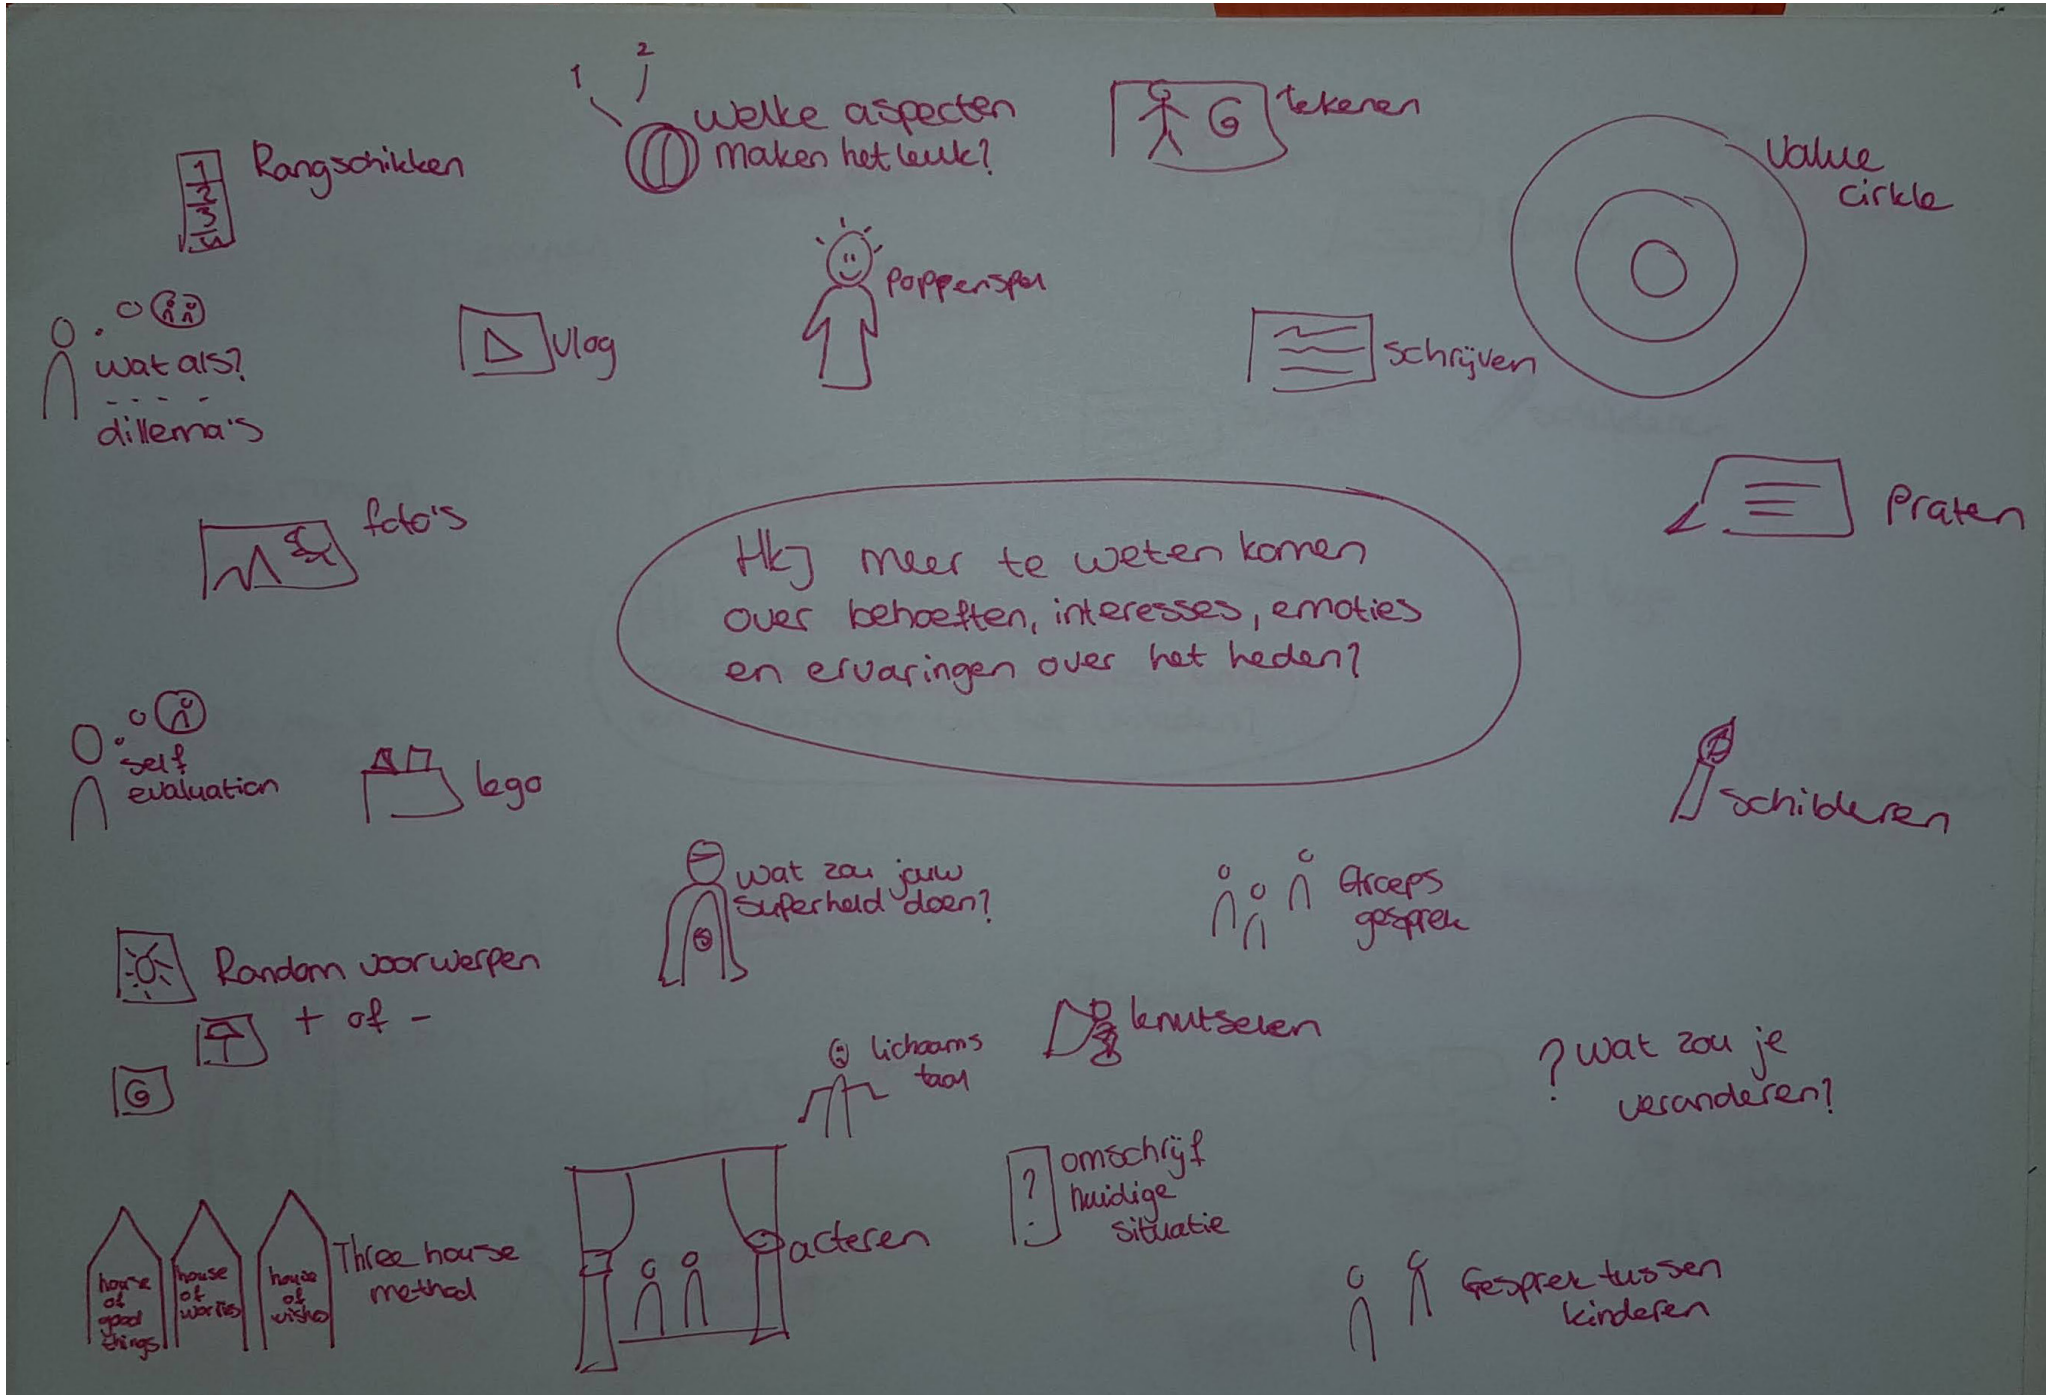 1
2
welke aspecten
maken het leuk?
tekenen
Value
cirkle
1
2
3
4
Rangschikken
poppenspel
wat als?
dillema's
Vlog
schrijven
foto's
Praten
Hkj meer te weten komen
over behoeften, interesses, emoties
en ervaringen over het heden?
self
evaluation
lego
schilderen
wat zou jouw
superheld doen?
Groeps
gesprek
Random voorwerpen
+ of -
lichaams
taal
knutselen
? wat zou je
veranderen?
?
omschrijf
huidige
situatie
house
of
good
things
house
of
worries
house
of
wishes
Three house
method
acteren
Gesprek tussen
kinderen